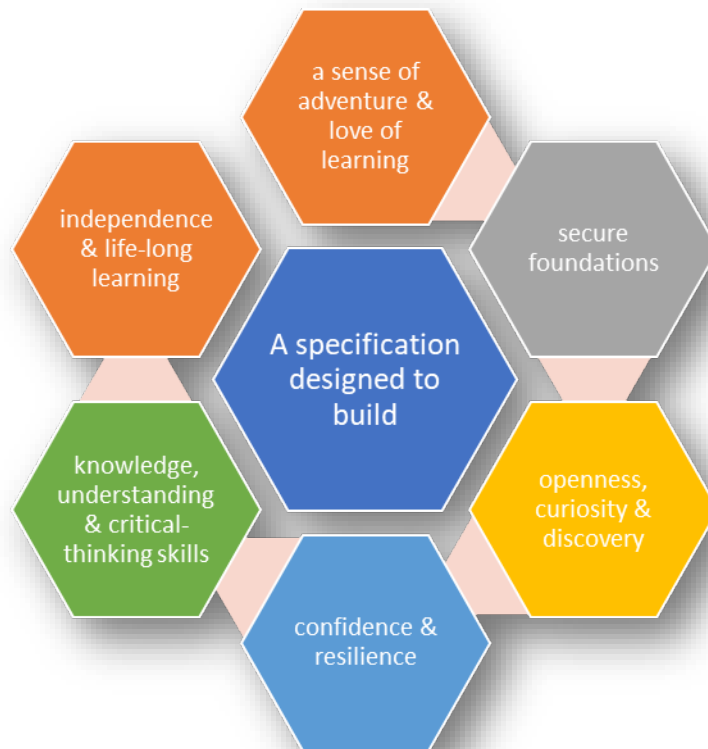 a sense of
adventure &
love of
learning
secure
foundations
openness,
curiosity &
discovery
confidence &
resilience
knowledge,
understanding
& critical-
thinking skills
independence
& life-long
learning
A specification
designed to
build